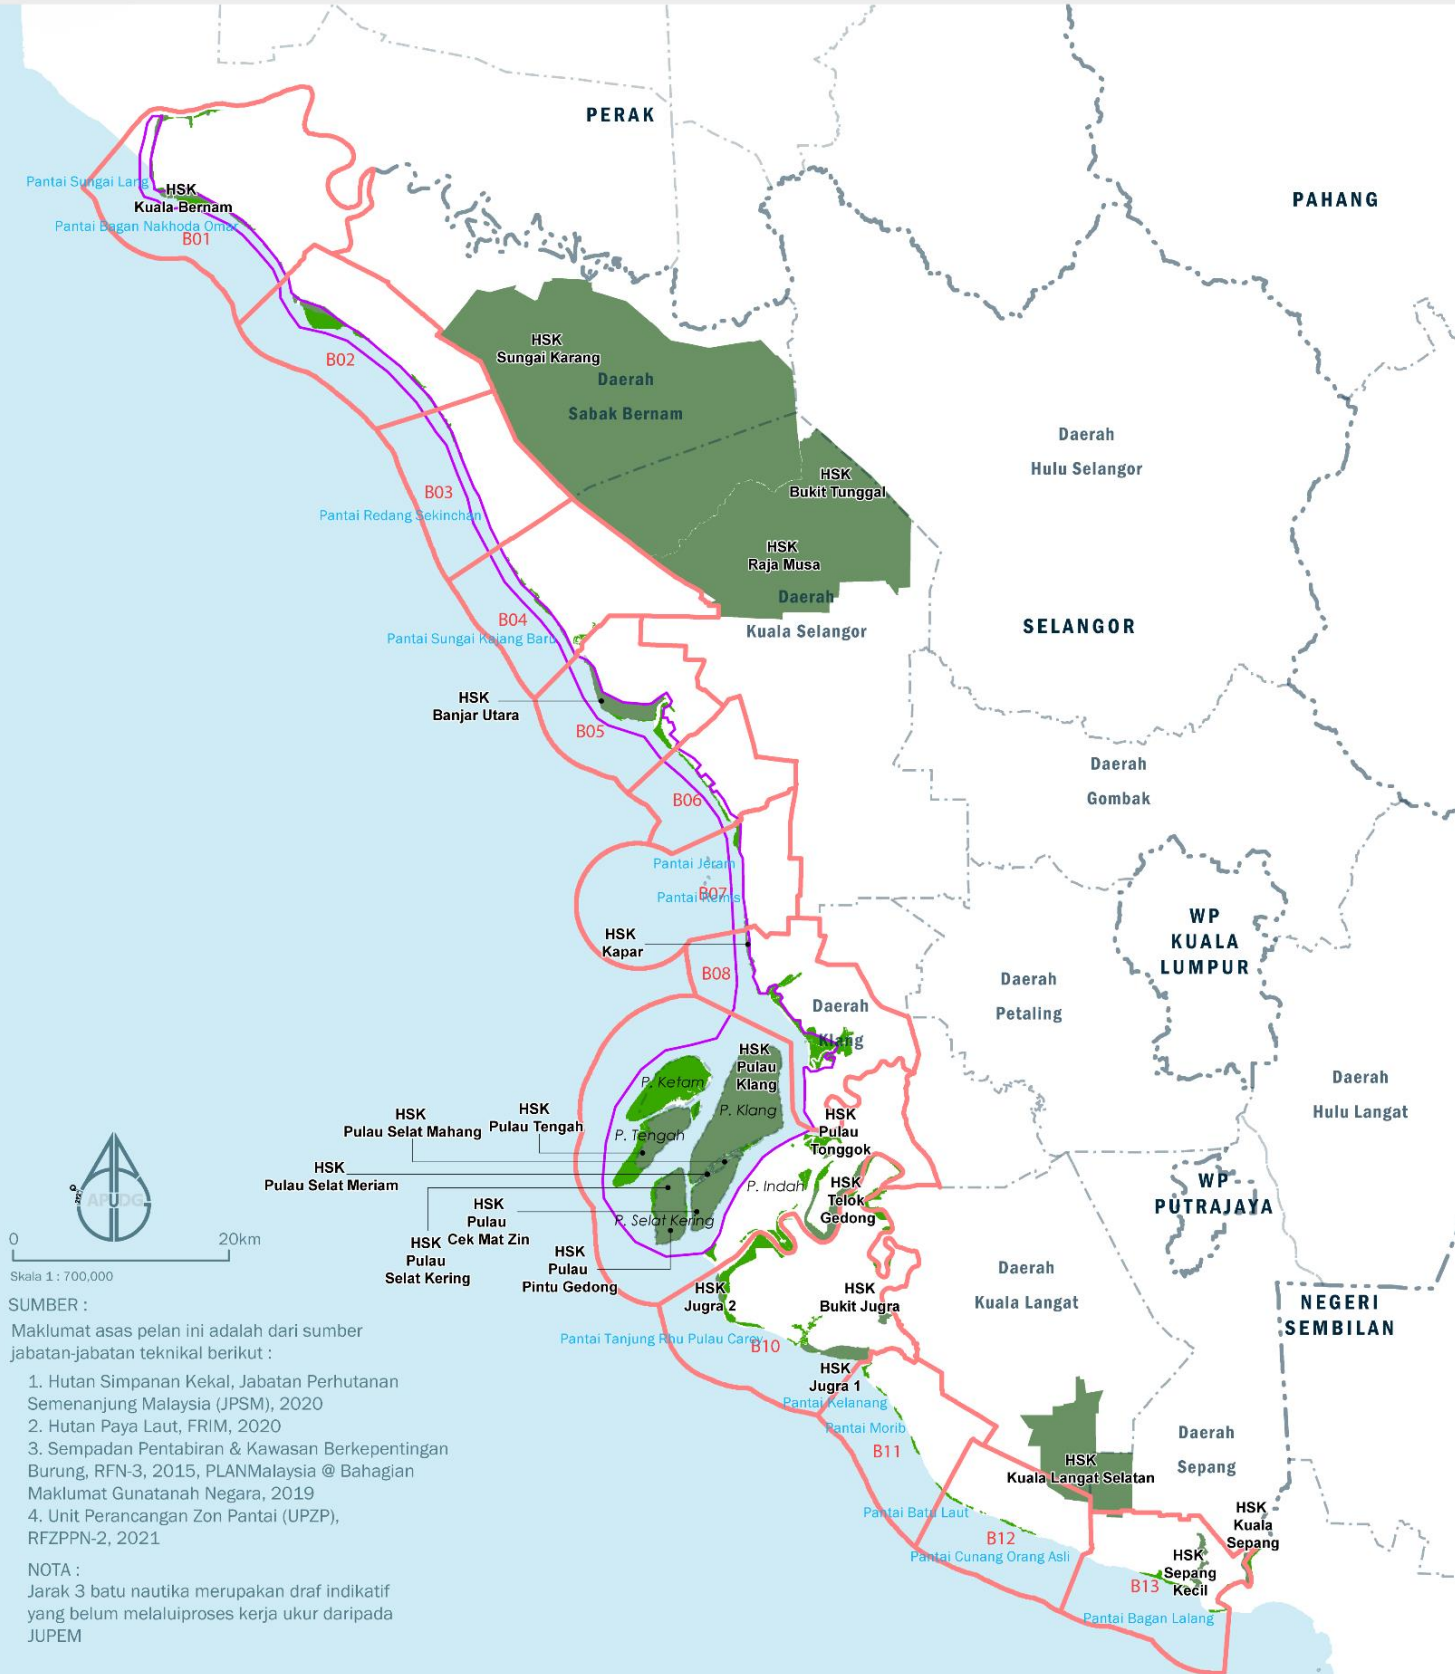 PERAK
PAHANG
Pantai Sungai Lang
HSK
Kuala Bernam
Pantai Bagan Nakhoda Omar
B01
HSK
Sungai Karang
B02
Daerah
Sabak Bernam
Daerah
Hulu Selangor
HSK
Bukit Tunggal
B03
Pantai Redang Sekinchan
HSK
Raja Musa
Daerah
Kuala Selangor
B04
Pantai Sungai Kajang Baru
SELANGOR
HSK
Banjar Utara
B05
Daerah
Gombak
B06
Pantai Jeram
B07
Pantai Remis
HSK
Kapar
B08
WP
KUALA
LUMPUR
Daerah
Petaling
Daerah
Klang
HSK
Pulau
Klang
P. Ketam
P. Klang
Daerah
Hulu Langat
HSK
Pulau Selat Mahang
HSK
Pulau Tengah
P. Tengah
HSK
Pulau
Tonggok
HSK
Pulau Selat Meriam
P. Indah
HSK
Telok
Gedong
WP
PUTRAJAYA
HSK
Pulau
Cek Mat Zin
P. Selat Kering
HSK
Pulau
Selat Kering
HSK
Pulau
Pintu Gedong
APUDG
0
20km
Skala 1 : 700,000
HSK
Jugra 2
HSK
Bukit Jugra
Daerah
Kuala Langat
NEGERI
SEMBILAN
Pantai Tanjung Rhu Pulau Carey
B10
HSK
Jugra 1
Pantai Kelanang
Pantai Morib
B11
HSK
Kuala Langat Selatan
Daerah
Sepang
Pantai Batu Laut
B12
Pantai Cunang Orang Asli
HSK
Kuala
Sepang
HSK
Sepang
Kecil
B13
Pantai Bagan Lalang
SUMBER :
Maklumat asas pelan ini adalah dari sumber
jabatan-jabatan teknikal berikut :
1. Hutan Simpanan Kekal, Jabatan Perhutanan
Semenanjung Malaysia (JPSM), 2020
2. Hutan Paya Laut, FRIM, 2020
3. Sempadan Pentabiran & Kawasan Berkepentingan
Burung, RFN-3, 2015, PLANMalaysia @ Bahagian
Maklumat Gunatanah Negara, 2019
4. Unit Perancangan Zon Pantai (UPZP),
RFZPPN-2, 2021
NOTA :
Jarak 3 batu nautika merupakan draf indikatif
yang belum melaluiproses kerja ukur daripada
JUPEM